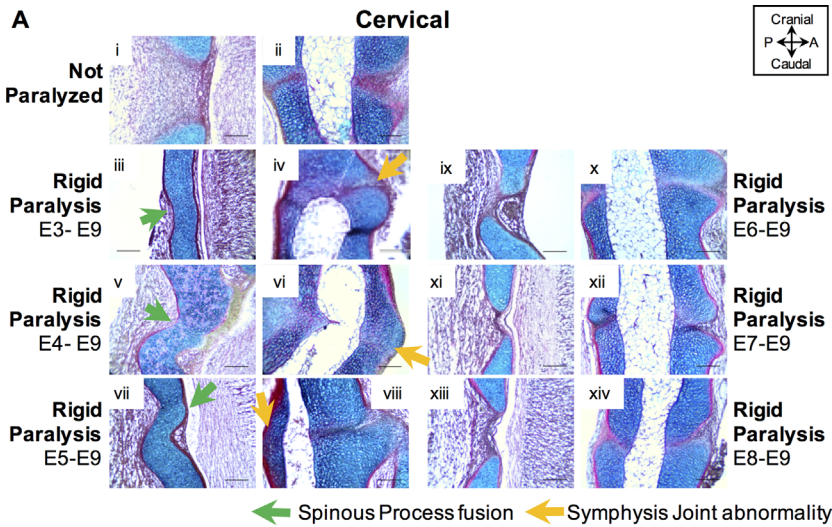 A
Cervical
Cranial
P A
Caudal
Not
Paralyzed
i
ii
Rigid
Paralysis
E3- E9
iii
iv
ix
x
Rigid
Paralysis
E6-E9
Rigid
Paralysis
E4- E9
v
vi
xi
xii
Rigid
Paralysis
E7-E9
Rigid
Paralysis
E5-E9
vii
viii
xiii
xiv
Rigid
Paralysis
E8-E9
Spinous Process fusion
Symphysis Joint abnormality